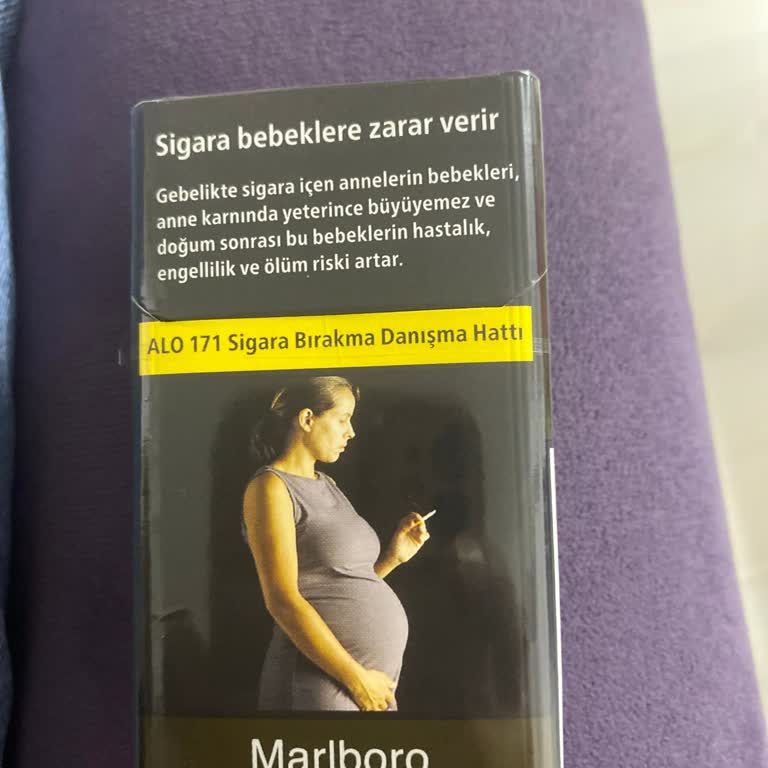 Sigara bebeklere zarar verir
Gebelikte sigara içen annelerin bebekleri,
anne karnında yeterince büyüyemez ve
doğum sonrası bu bebeklerin hastalık,
engellilik ve ölüm riski artar.
ALO 171 Sigara Bırakma Danışma Hattı
Marlboro